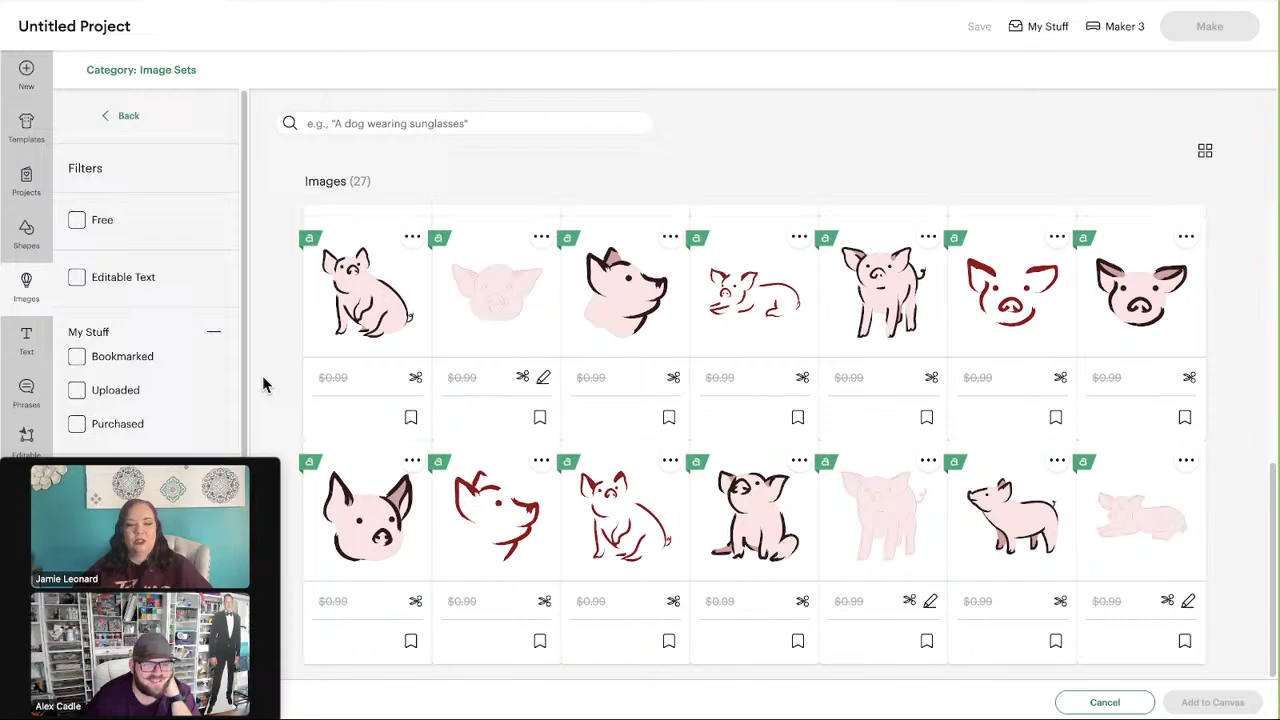 Untitled Project
Save
My Stuff
Maker 3
Make
New
Category: Image Sets
Templates
Back
e.g., "A dog wearing sunglasses"
Projects
Filters
Images (27)
Shapes
Free
a a a a a a a
Images
Editable Text
Text
My Stuff
Bookmarked
$0.99 $0.99 $0.99 $0.99 $0.99 $0.99 $0.99
Phrases
Uploaded
Purchased
Editable
a a a a a a a
Jamie Leonard
$0.99 $0.99 $0.99 $0.99 $0.99 $0.99 $0.99
Alex Cadle
Cancel
Add to Canvas